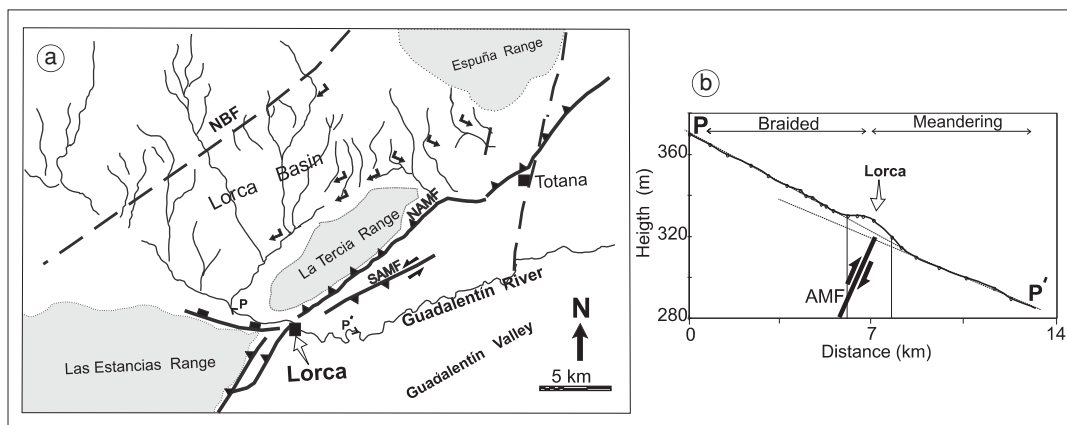 a
Espuña Range
NBF
Lorca Basin
Totana
La Tercia Range
NAMF
SAMF
P
P'
Guadalentín River
Las Estancias Range
Lorca
Guadalentín Valley
N
5 km
b
P
Braided
Meandering
360
Lorca
Heigth (m)
320
AMF
P'
280
0
7
14
Distance (km)